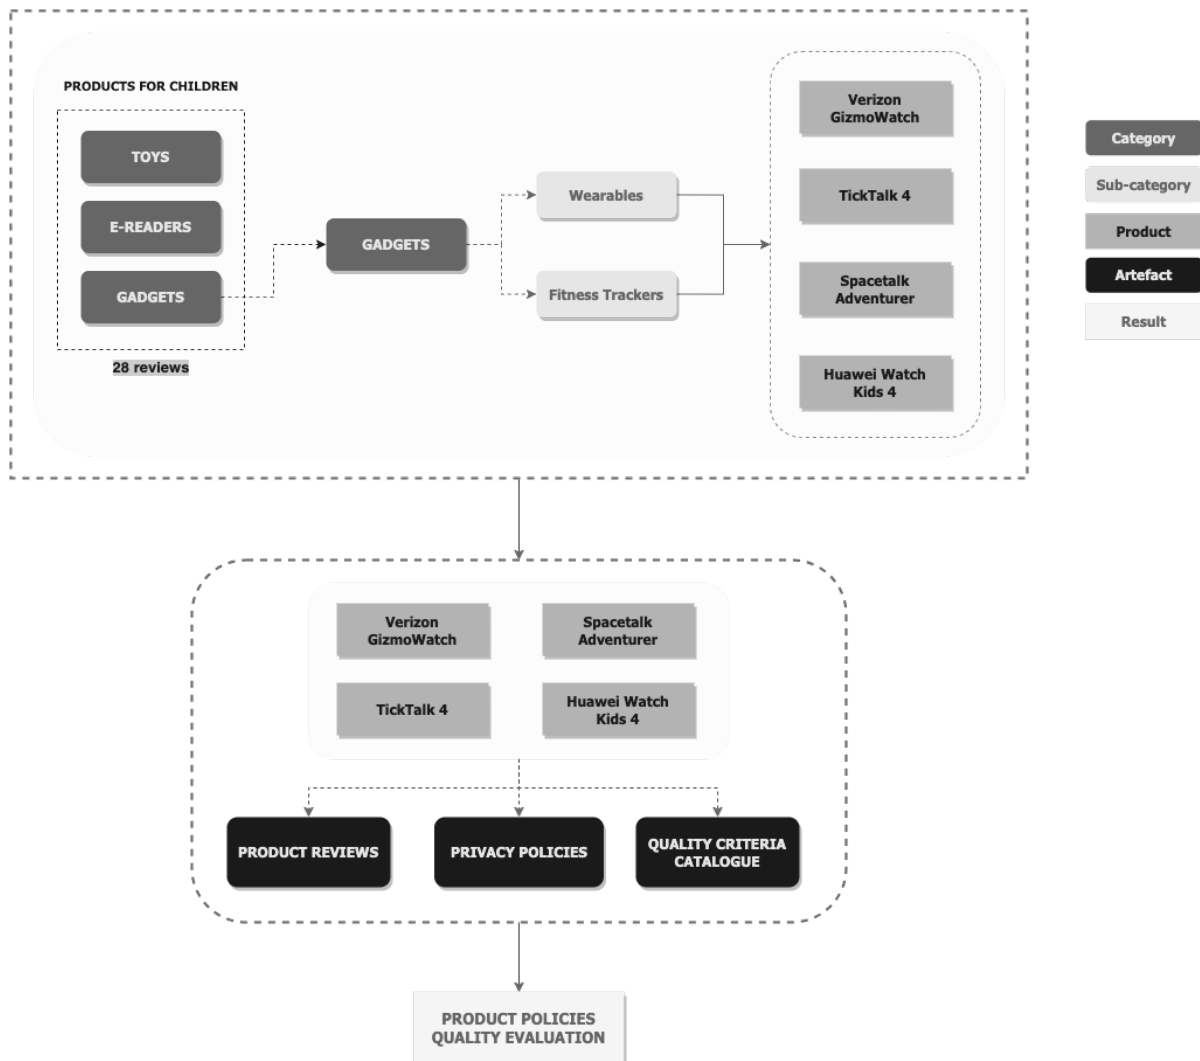 PRODUCTS FOR CHILDREN
TOYS
E-READERS
GADGETS
28 reviews
GADGETS
Wearables
Fitness Trackers
Verizon
GizmoWatch
TickTalk 4
Spacetalk
Adventurer
Huawei Watch
Kids 4
Category
Sub-category
Product
Artefact
Result
Verizon
GizmoWatch
Spacetalk
Adventurer
TickTalk 4
Huawei Watch
Kids 4
PRODUCT REVIEWS
PRIVACY POLICIES
QUALITY CRITERIA
CATALOGUE
PRODUCT POLICIES
QUALITY EVALUATION